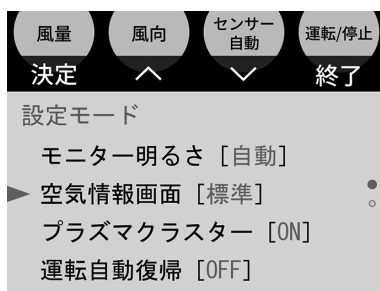 風量 風向 センサー自動 運転/停止
決定 ヘ ∨ 終了
設定モード
モニター明るさ [自動]
▶ 空気情報画面 [標準]
プラズマクラスター [ON]
運転自動復帰 [OFF]